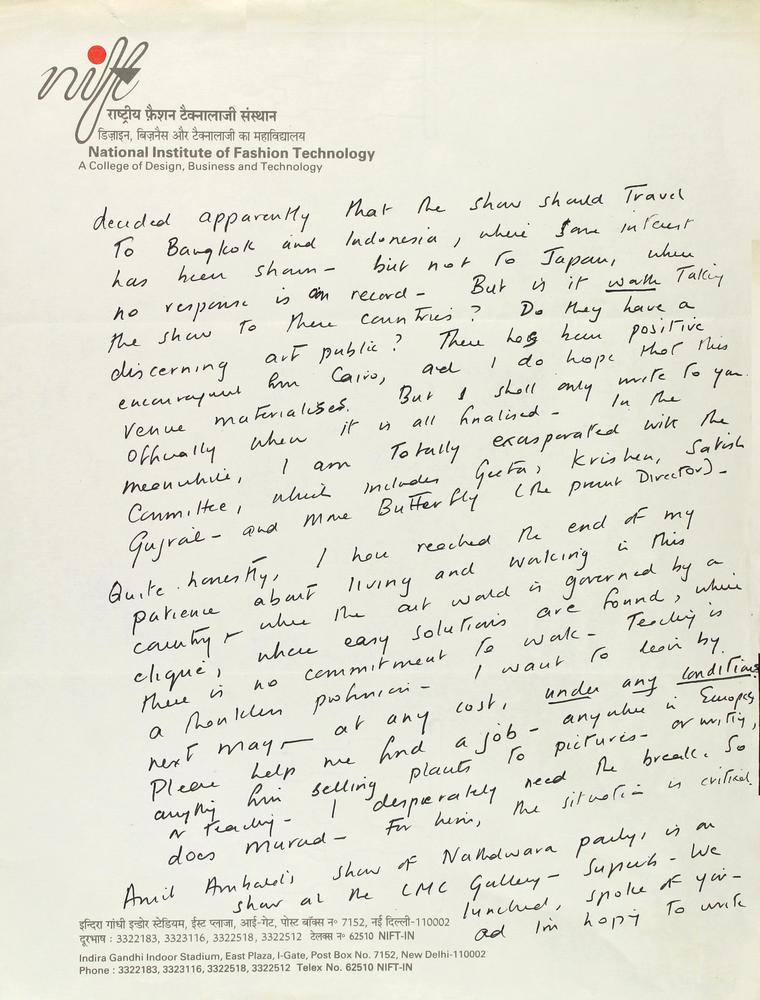 nift
राष्ट्रीय फ़ैशन टैक्नालाजी संस्थान
डिज़ाइन, बिज़नैस और टैक्नालाजी का महाविद्यालय
National Institute of Fashion Technology
A College of Design, Business and Technology
decided apparently that the show should Travel
To Bangkok and Indonesia, where some interest
has been shown - but not to Japan, where
no response is on record - But is it worth Taking
the show to these countries? Do they have a
discerning art public? There has been positive
encouragement from Cairo, and I do hope that this
venue materialises. But I shall only write to you
officially when it is all finalised - In the
meanwhile, I am Totally exasperated with the
Committee, which includes Geeta, Krishen, Satish
Gujral - and Mme Butterfly (the present Director) -
Quite honestly, I have reached the end of my
patience about living and working in this
country - where the art world is governed by a
clique, where easy solutions are found, where
there is no commitment to work - Teaching is
a thankless profession - I want to leave by
next May - at any cost, under any conditions
Please help me find a job - anywhere in Europe,
anything from selling plants to pictures - or writing,
or teaching - I desperately need the break. So
does Murad - For him, the situation is critical.
Amit Ambalal's show of Nathdwara paintings, is on
show at the CMC Gallery - Superb - We
lunched, spoke of you -
and I'm hoping to write
इन्दिरा गांधी इन्डोर स्टेडियम, ईस्ट प्लाजा, आई-गेट, पोस्ट बॉक्स न० 7152, नई दिल्ली-110002
दूरभाष : 3322183, 3323116, 3322518, 3322512 टेलक्स न० 62510 NIFT-IN
Indira Gandhi Indoor Stadium, East Plaza, I-Gate, Post Box No. 7152, New Delhi-110002
Phone : 3322183, 3323116, 3322518, 3322512 Telex No. 62510 NIFT-IN